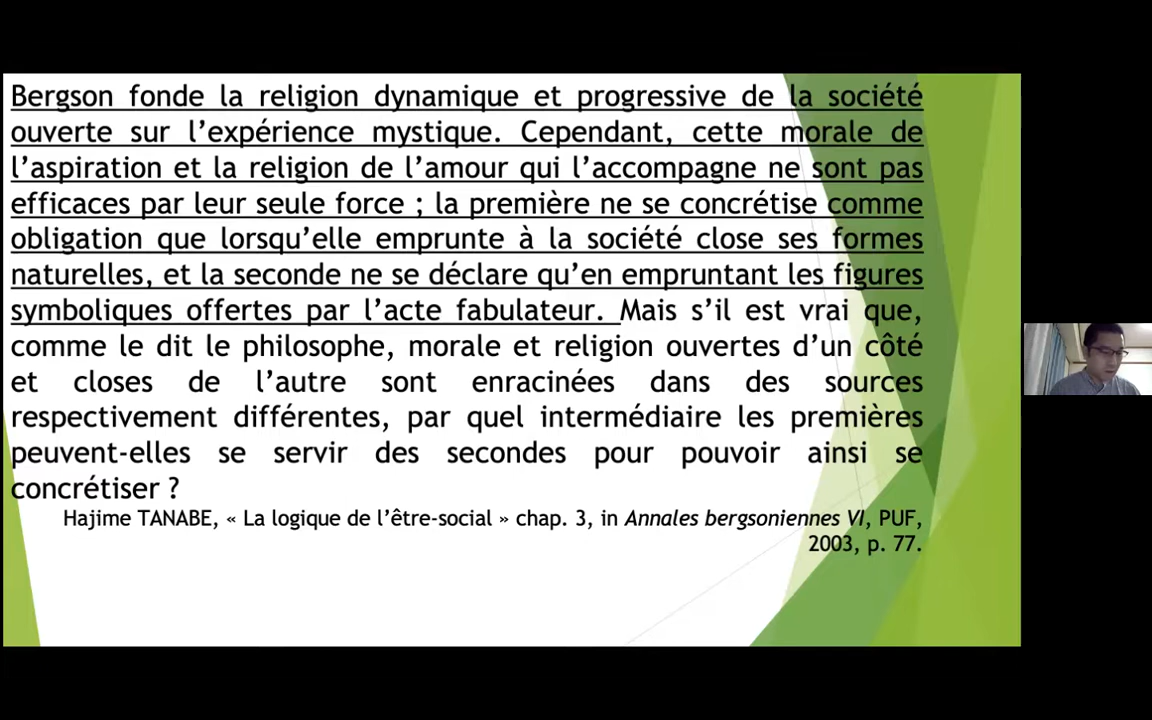 Bergson fonde la religion dynamique et progressive de la société
ouverte sur l’expérience mystique. Cependant, cette morale de
l’aspiration et la religion de l’amour qui l’accompagne ne sont pas
efficaces par leur seule force ; la première ne se concrétise comme
obligation que lorsqu’elle emprunte à la société close ses formes
naturelles, et la seconde ne se déclare qu’en empruntant les figures
symboliques offertes par l’acte fabulateur. Mais s’il est vrai que,
comme le dit le philosophe, morale et religion ouvertes d’un côté
et closes de l’autre sont enracinées dans des sources
respectivement différentes, par quel intermédiaire les premières
peuvent-elles se servir des secondes pour pouvoir ainsi se
concrétiser ?
Hajime TANABE, « La logique de l’être-social » chap. 3, in Annales bergsoniennes VI, PUF,
2003, p. 77.